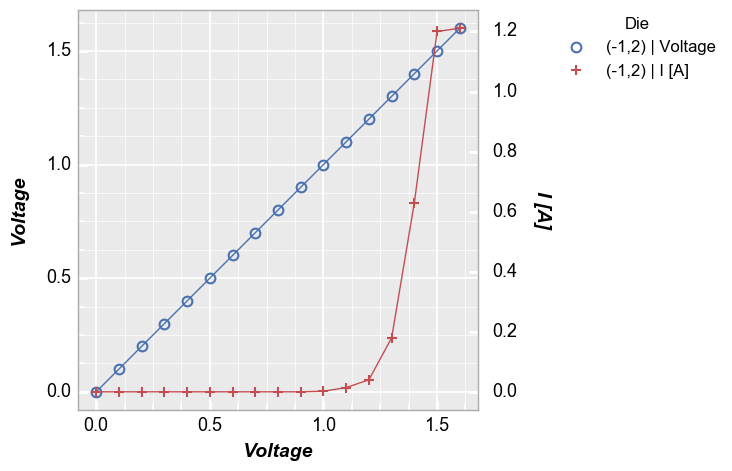 Die
(-1,2) | Voltage
(-1,2) | I [A]
1.5
1.0
0.5
0.0
Voltage
1.2
1.0
0.8
0.6
0.4
0.2
0.0
I [A]
0.0
0.5
1.0
1.5
Voltage